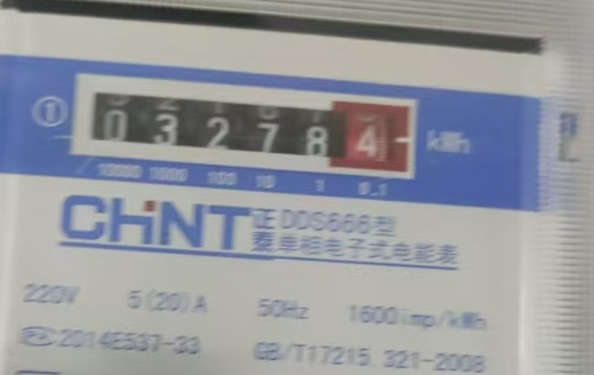 ① 0 3 2 7 8 4 kWh
10000 1000 100 10 1 0.1
CHNT 正泰 DDS666型
单相电子式电能表
220V 5(20)A 50Hz 1600imp/kWh
2014E537-33 GB/T17215.321-2008